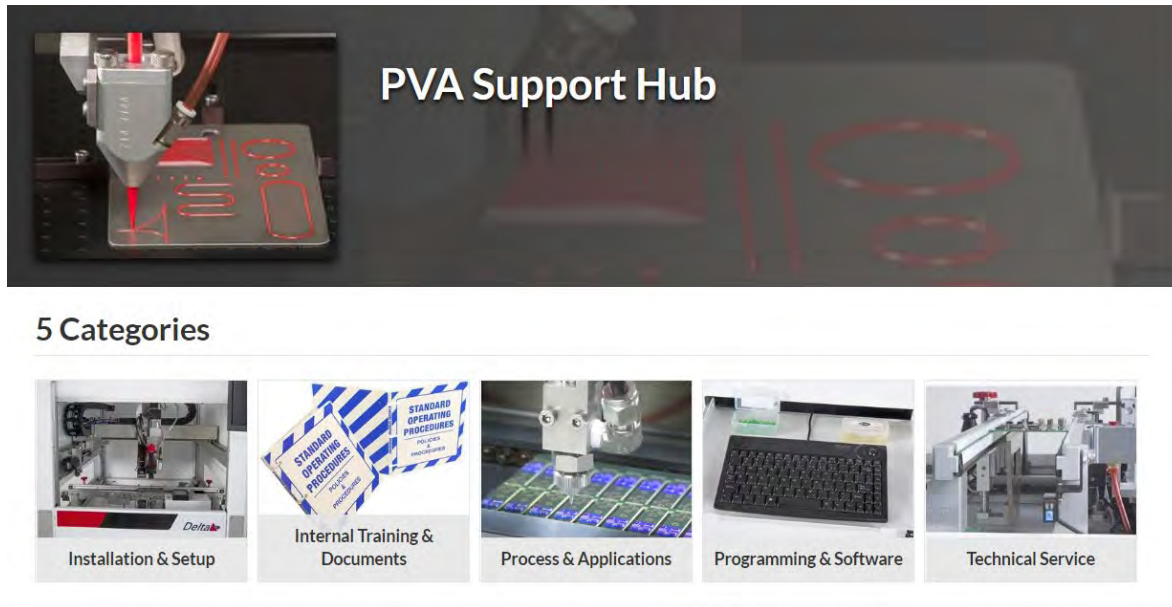 PVA Support Hub
5 Categories
STANDARD
OPERATING
PROCEDURES
POLICIES
&
PROCEDURES
STANDARD
OPERATING
PROCEDURES
POLICIES
&
PROCEDURES
Delta
Installation & Setup
Internal Training &
Documents
Process & Applications
Programming & Software
Technical Service